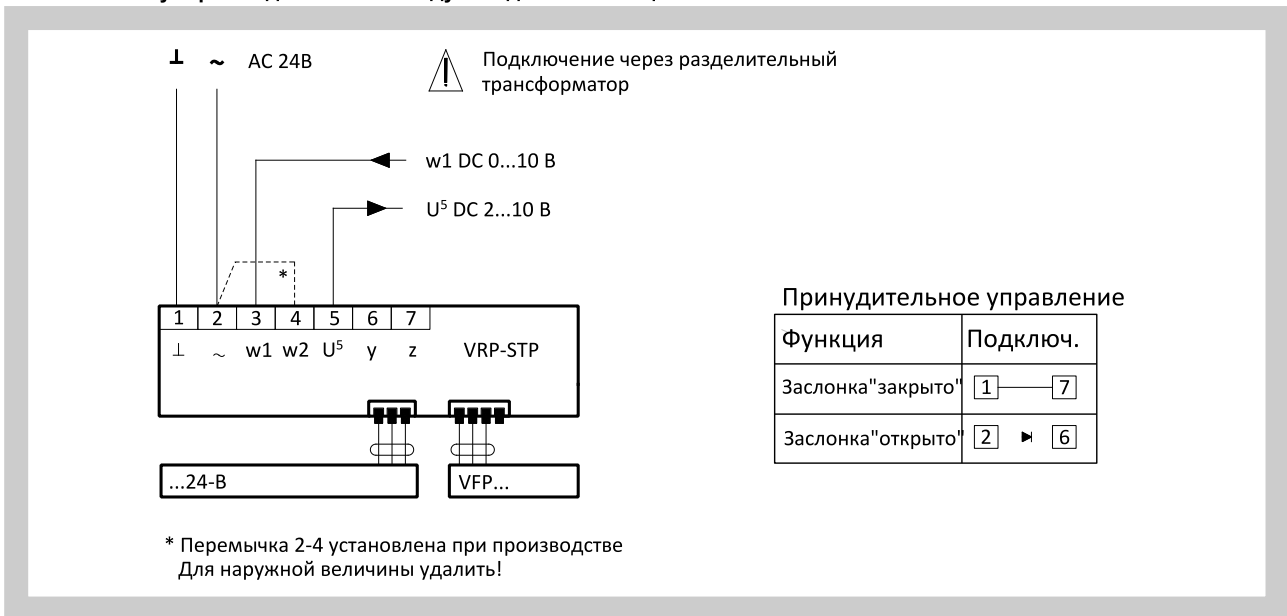 ⊥ ~ AC 24В
Подключение через разделительный
трансформатор
w1 DC 0...10 В
U⁵ DC 2...10 В
*
1 2 3 4 5 6 7
⊥ ~ w1 w2 U⁵ y z VRP-STP
...24-В
VFP...
* Перемычка 2-4 установлена при производстве
Для наружной величины удалить!
Принудительное управление
Функция Подключ.
Заслонка"закрыто" 1 7
Заслонка"открыто" 2 6